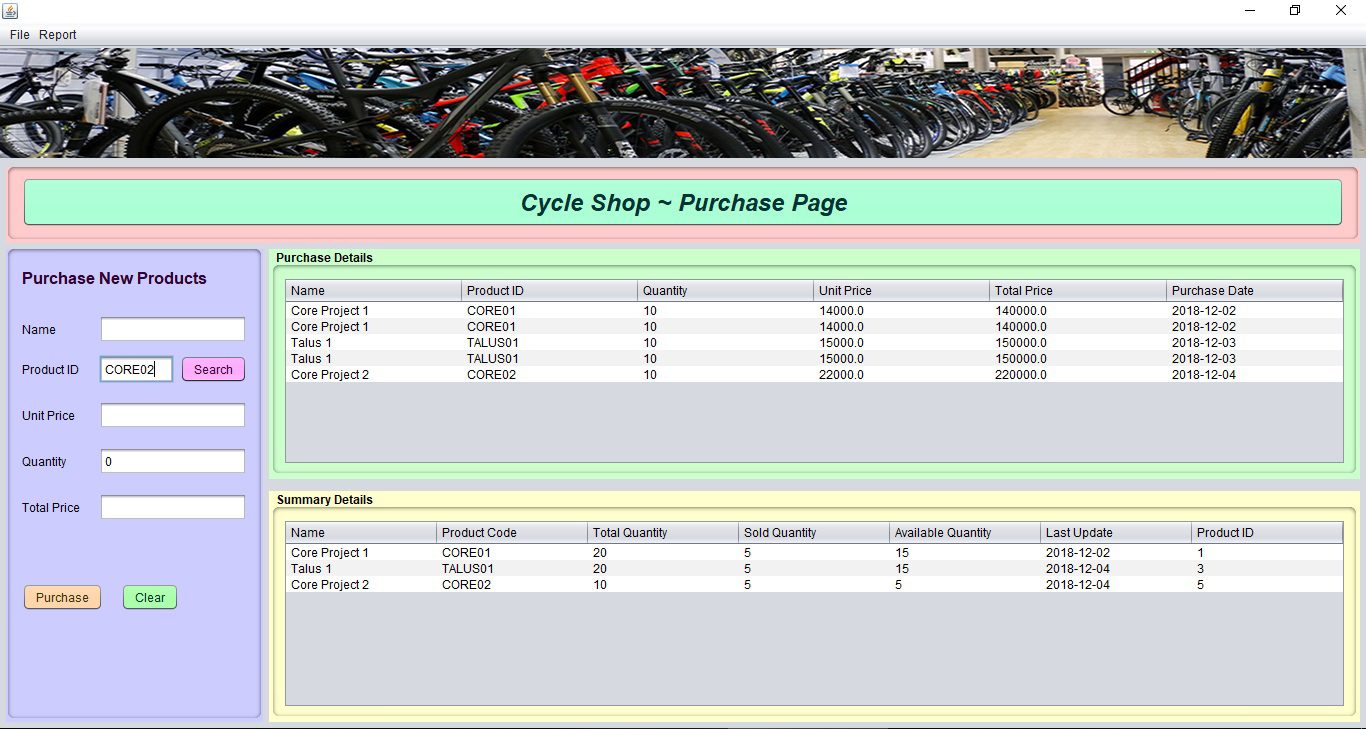 File Report
Cycle Shop ~ Purchase Page
Purchase New Products
Name
Product ID CORE02 Search
Unit Price
Quantity 0
Total Price
Purchase Clear
Purchase Details
Name Product ID Quantity Unit Price Total Price Purchase Date
Core Project 1 CORE01 10 14000.0 140000.0 2018-12-02
Core Project 1 CORE01 10 14000.0 140000.0 2018-12-02
Talus 1 TALUS01 10 15000.0 150000.0 2018-12-03
Talus 1 TALUS01 10 15000.0 150000.0 2018-12-03
Core Project 2 CORE02 10 22000.0 220000.0 2018-12-04
Summary Details
Name Product Code Total Quantity Sold Quantity Available Quantity Last Update Product ID
Core Project 1 CORE01 20 5 15 2018-12-02 1
Talus 1 TALUS01 20 5 15 2018-12-04 3
Core Project 2 CORE02 10 5 5 2018-12-04 5